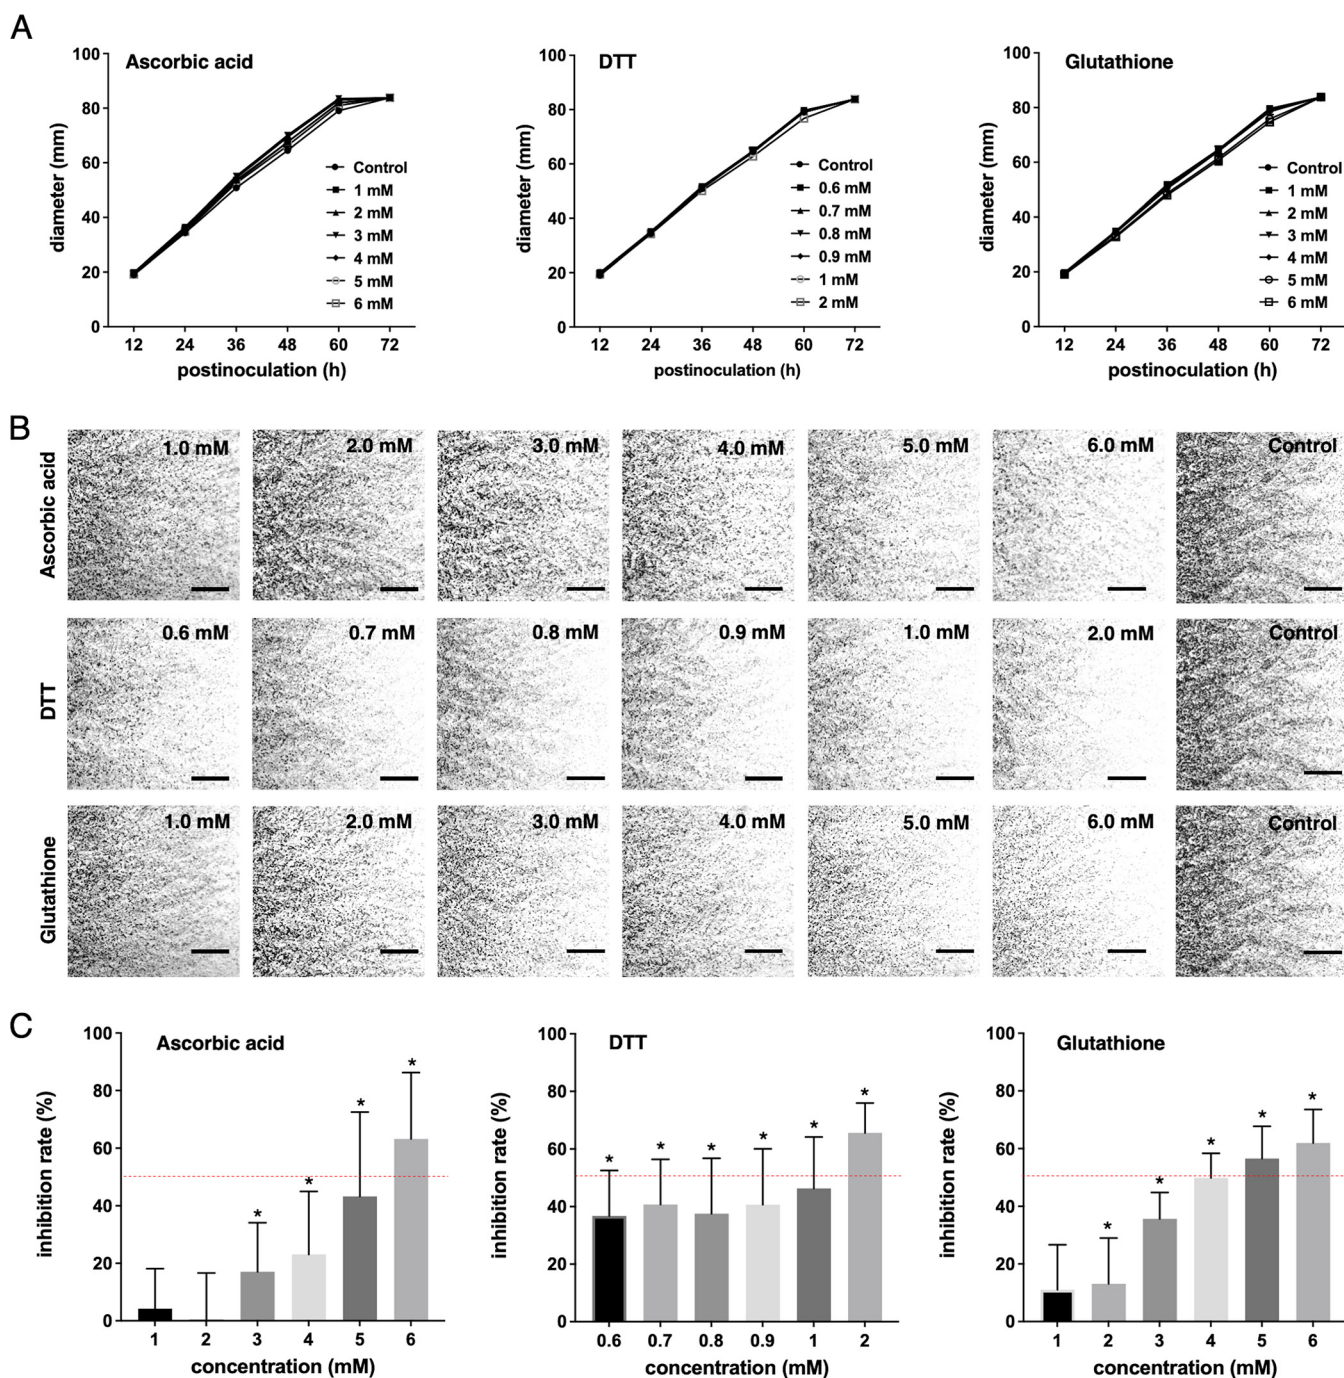 A
Ascorbic acid
100
80
60
40
20
0
diameter (mm)
12 24 36 48 60 72
postinoculation (h)
Control
1 mM
2 mM
3 mM
4 mM
5 mM
6 mM
DTT
100
80
60
40
20
0
diameter (mm)
12 24 36 48 60 72
postinoculation (h)
Control
0.6 mM
0.7 mM
0.8 mM
0.9 mM
1 mM
2 mM
Glutathione
100
80
60
40
20
0
diameter (mm)
12 24 36 48 60 72
postinoculation (h)
Control
1 mM
2 mM
3 mM
4 mM
5 mM
6 mM
B
Ascorbic acid
1.0 mM 2.0 mM 3.0 mM 4.0 mM 5.0 mM 6.0 mM Control
DTT
0.6 mM 0.7 mM 0.8 mM 0.9 mM 1.0 mM 2.0 mM Control
Glutathione
1.0 mM 2.0 mM 3.0 mM 4.0 mM 5.0 mM 6.0 mM Control
C
Ascorbic acid
100
80
60
40
20
0
inhibition rate (%)
* * * *
1 2 3 4 5 6
concentration (mM)
DTT
100
80
60
40
20
0
inhibition rate (%)
* * * * * *
0.6 0.7 0.8 0.9 1 2
concentration (mM)
Glutathione
100
80
60
40
20
0
inhibition rate (%)
* * * * *
1 2 3 4 5 6
concentration (mM)